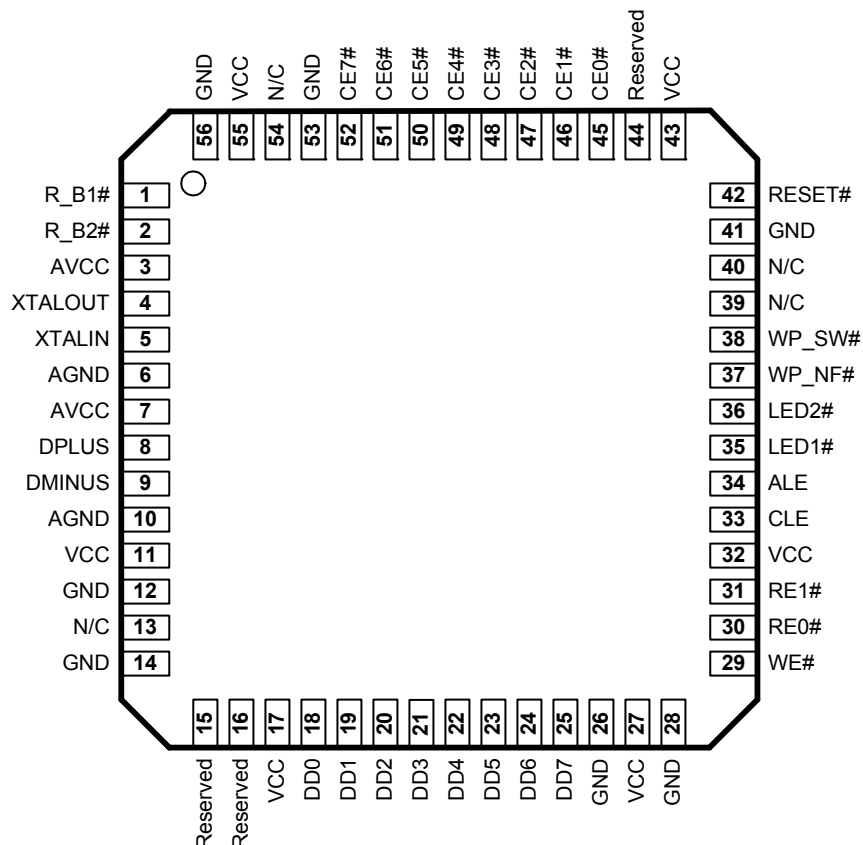 GND
VCC
N/C
GND
CE7#
CE6#
CE5#
CE4#
CE3#
CE2#
CE1#
CE0#
Reserved
VCC
56
55
54
53
52
51
50
49
48
47
46
45
44
43
R_B1# 1
R_B2# 2
AVCC 3
XTALOUT 4
XTALIN 5
AGND 6
AVCC 7
DPLUS 8
DMINUS 9
AGND 10
VCC 11
GND 12
N/C 13
GND 14
42 RESET#
41 GND
40 N/C
39 N/C
38 WP_SW#
37 WP_NF#
36 LED2#
35 LED1#
34 ALE
33 CLE
32 VCC
31 RE1#
30 RE0#
29 WE#
15
16
17
18
19
20
21
22
23
24
25
26
27
28
Reserved
Reserved
VCC
DD0
DD1
DD2
DD3
DD4
DD5
DD6
DD7
GND
VCC
GND